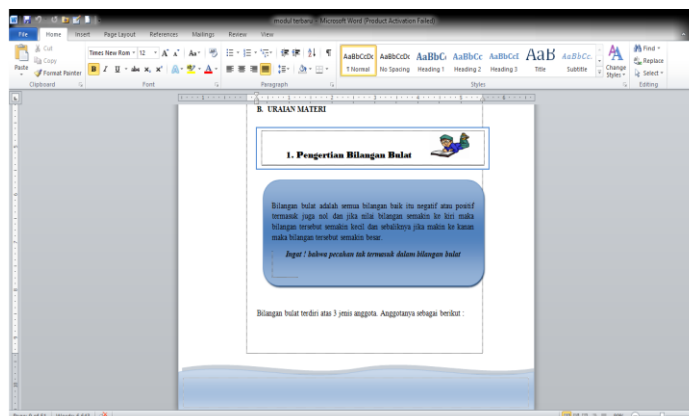 modul terbaru - Microsoft Word (Product Activation Failed)
File Home Insert Page Layout References Mailings Review View
Cut
Copy
Format Painter
Paste
Clipboard
Times New Rom 12
Font
Paragraph
AaBbCcDc AaBbCcDc AaBbC AaBbCc AaBbCcI AaB AaBbCc.
¶ Normal No Spacing Heading 1 Heading 2 Heading 3 Title Subtitle
Change Styles
Styles
Find
Replace
Select
Editing
B. URAIAN MATERI
1. Pengertian Bilangan Bulat
Bilangan bulat adalah semua bilangan baik itu negatif atau positif
termasuk juga nol dan jika nilai bilangan semakin ke kiri maka
bilangan tersebut semakin kecil dan sebaliknya jika makin ke kanan
maka bilangan tersebut semakin besar.
Ingat ! bahwa pecahan tak termasuk dalam bilangan bulat
Bilangan bulat terdiri atas 3 jenis anggota. Anggotanya sebagai berikut :